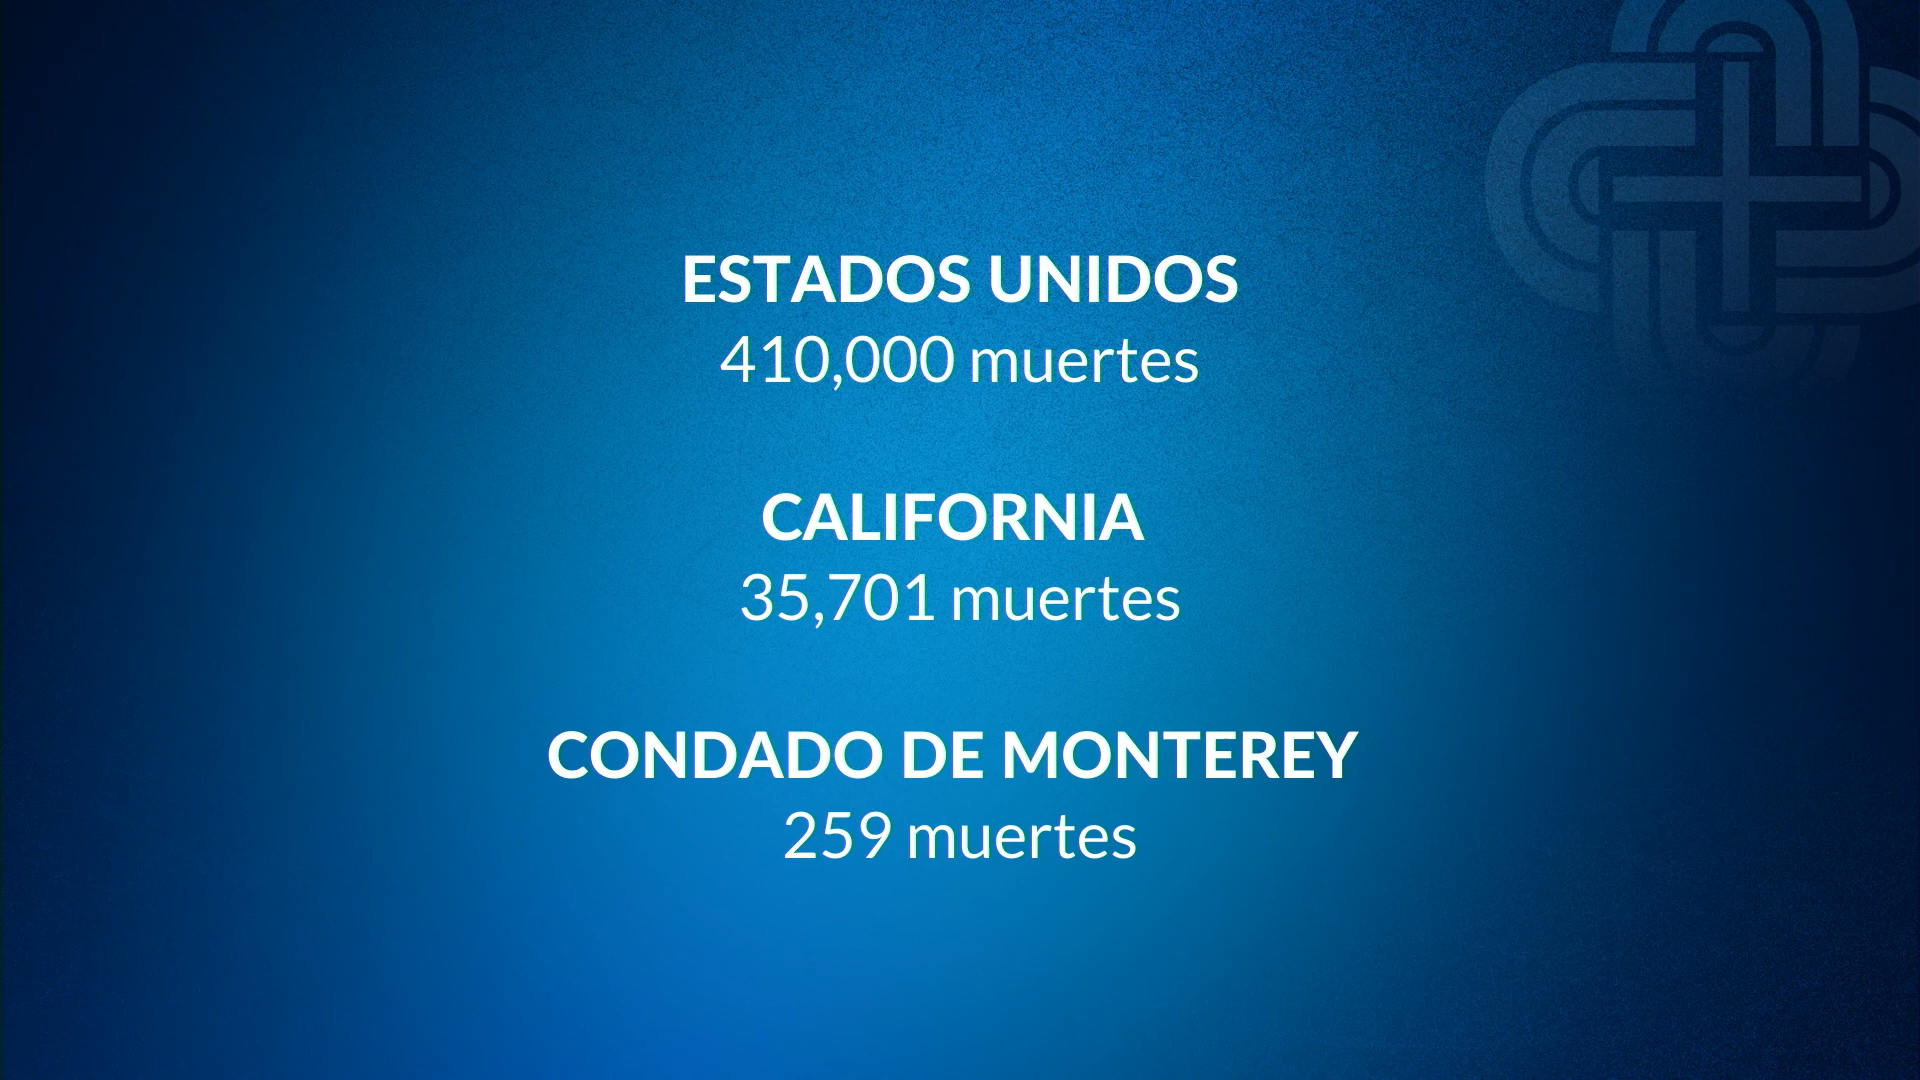 ESTADOS UNIDOS
410,000 muertes
CALIFORNIA
35,701 muertes
CONDADO DE MONTEREY
259 muertes